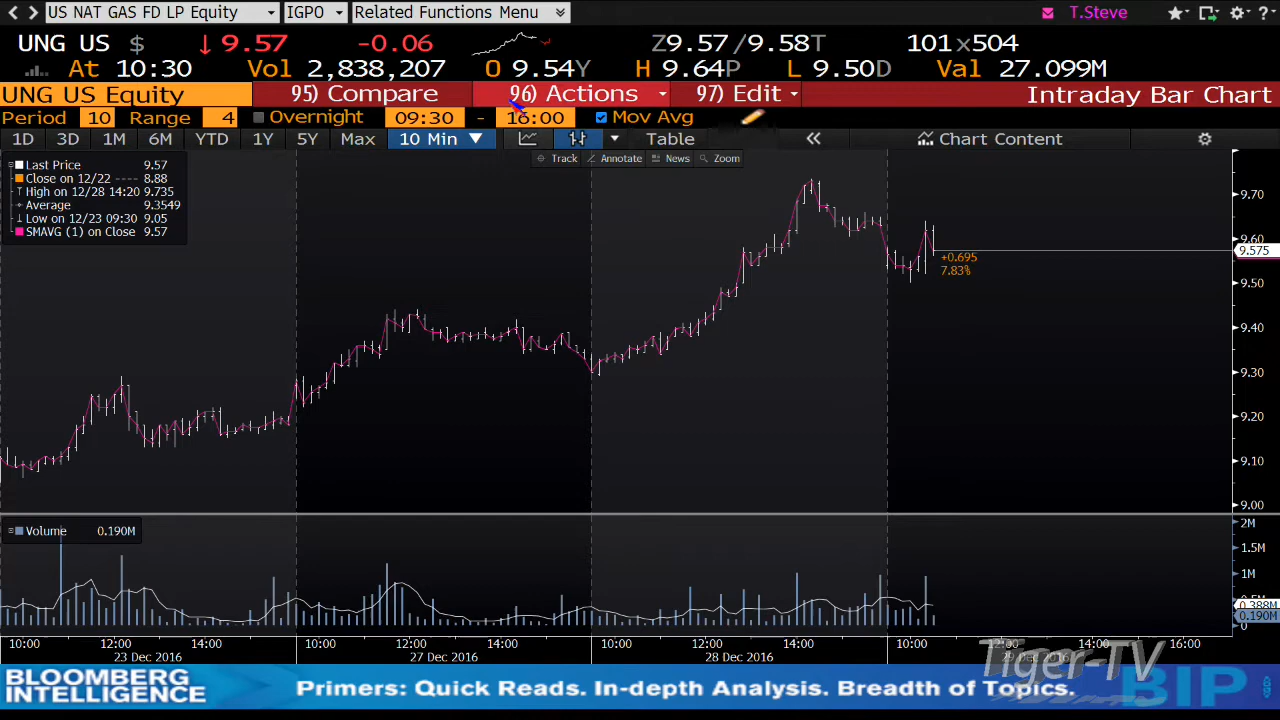 US NAT GAS FD LP Equity IGPO Related Functions Menu T.Steve ?
UNG US $ ↓ 9.57 -0.06 Z9.57 /9.58T 101x504
At 10:30 Vol 2,838,207 O 9.54Y H 9.64P L 9.50D Val 27.099M
UNG US Equity 95) Compare 96) Actions 97) Edit Intraday Bar Chart
Period 10 Range 4 Overnight 09:30 - 16:00 Mov Avg
1D 3D 1M 6M YTD 1Y 5Y Max 10 Min Table Chart Content
Track Annotate News Zoom
Last Price 9.57
Close on 12/22 ---- 8.88
High on 12/28 14:20 9.735
Average 9.3549
Low on 12/23 09:30 9.05
SMAVG (1) on Close 9.57
9.70
9.60
9.575
+0.695
7.83%
9.50
9.40
9.30
9.20
9.10
9.00
Volume 0.190M
2M
1.5M
1M
0.388M
0.190M
0
10:00 12:00 14:00 10:00 12:00 14:00 10:00 12:00 14:00 10:00 12:00 14:00 16:00
23 Dec 2016 27 Dec 2016 28 Dec 2016 29 Dec 2016
Tiger-TV
BLOOMBERG
INTELLIGENCE
Primers: Quick Reads. In-depth Analysis. Breadth of Topics.
BIP